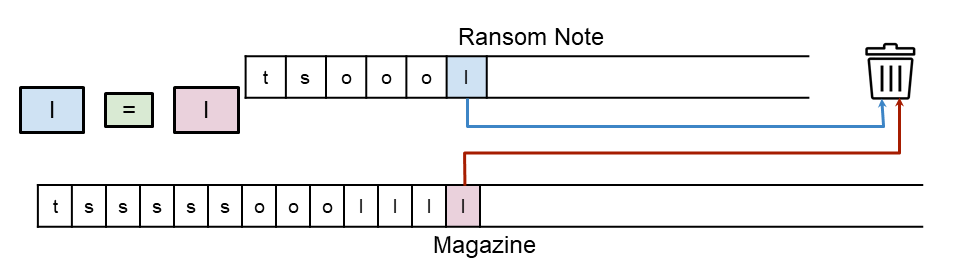 Ransom Note
t s o o o l
l = l
t s s s s s o o o l l l l
Magazine